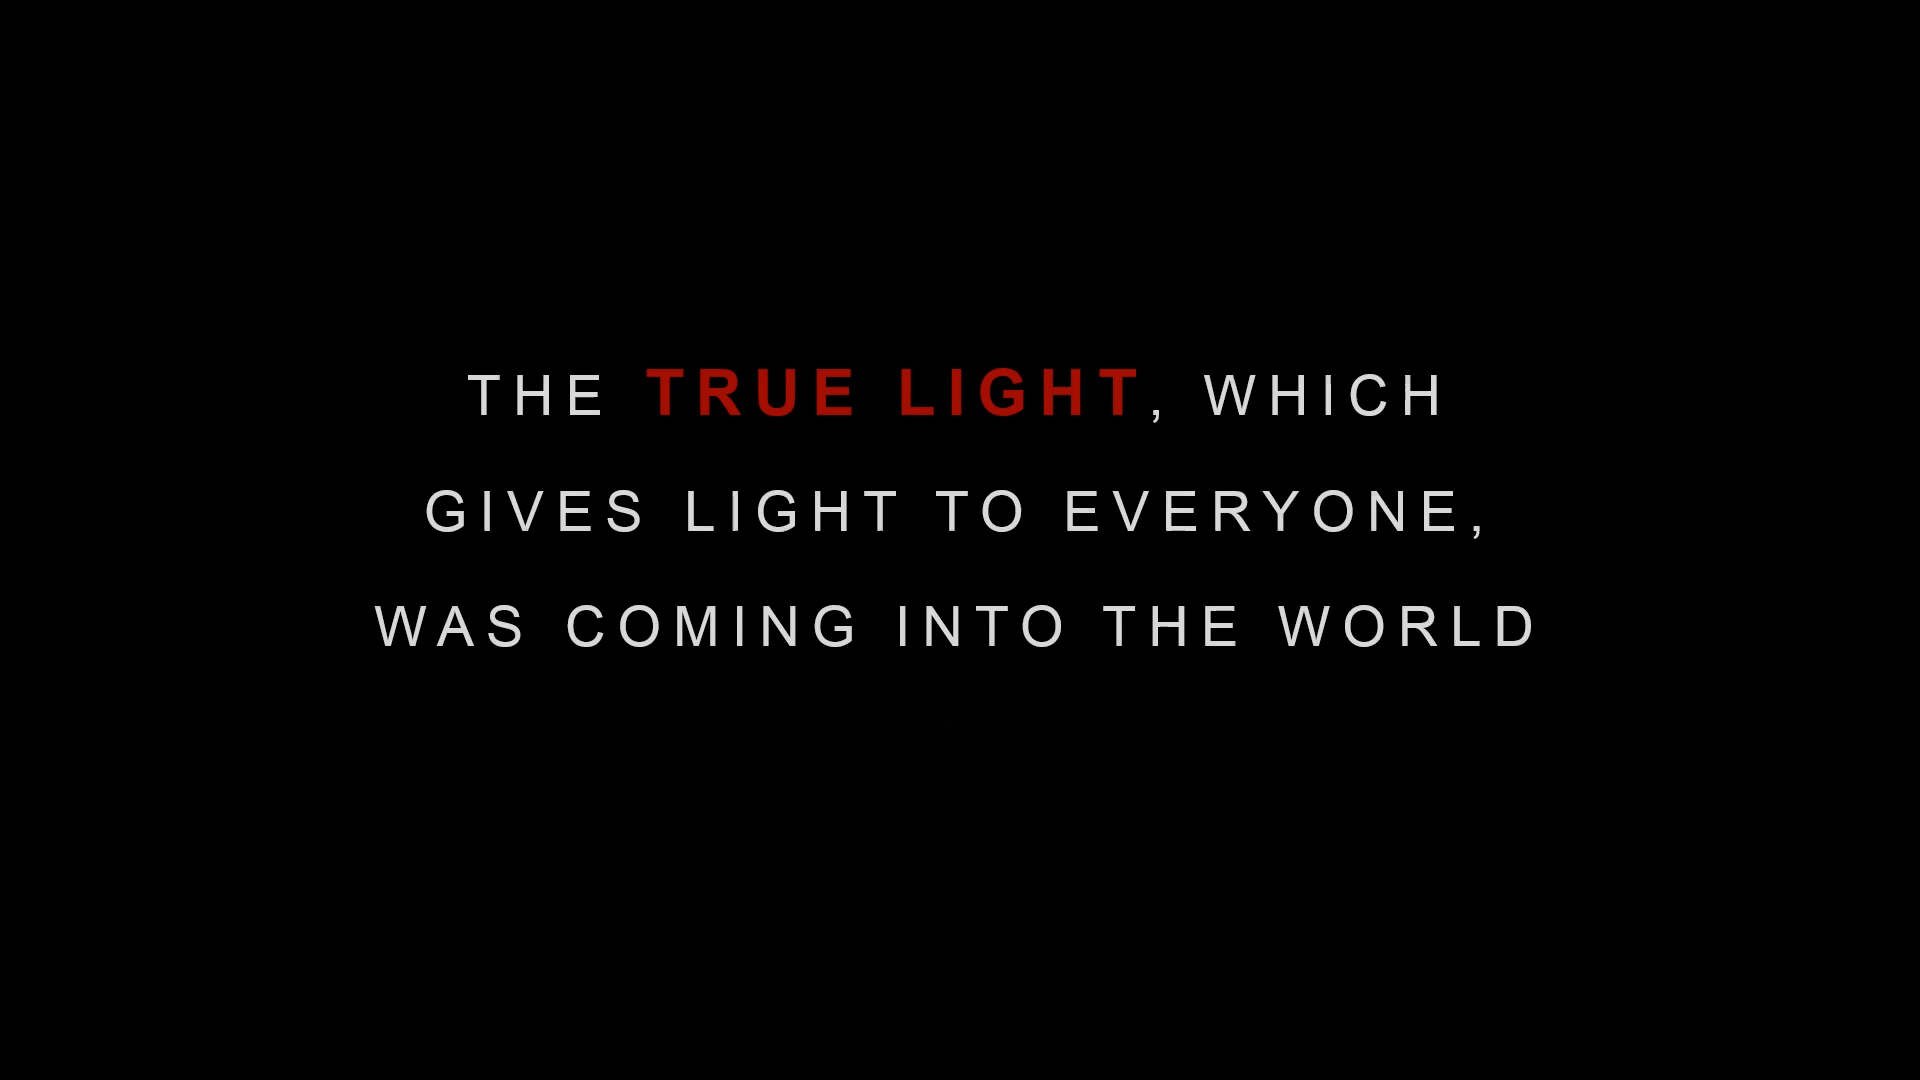 THE TRUE LIGHT, WHICH
GIVES LIGHT TO EVERYONE,
WAS COMING INTO THE WORLD